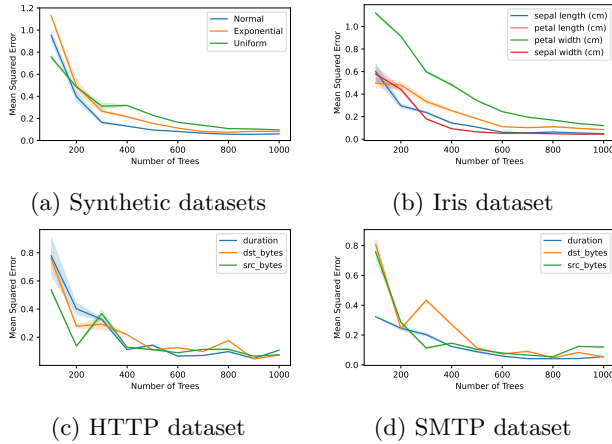 Mean Squared Error
1.0
0.8
0.6
0.4
0.2
0.0
200
400
600
800
1000
Number of Trees
Normal
Exponential
Uniform
(a) Synthetic datasets
Mean Squared Error
1.0
0.8
0.6
0.4
0.2
0.0
200
400
600
800
1000
Number of Trees
sepal length (cm)
petal length (cm)
petal width (cm)
sepal width (cm)
(b) Iris dataset
Mean Squared Error
0.8
0.6
0.4
0.2
200
400
600
800
1000
Number of Trees
duration
dst_bytes
src_bytes
(c) HTTP dataset
Mean Squared Error
0.8
0.6
0.4
0.2
0.0
200
400
600
800
1000
Number of Trees
duration
dst_bytes
src_bytes
(d) SMTP dataset